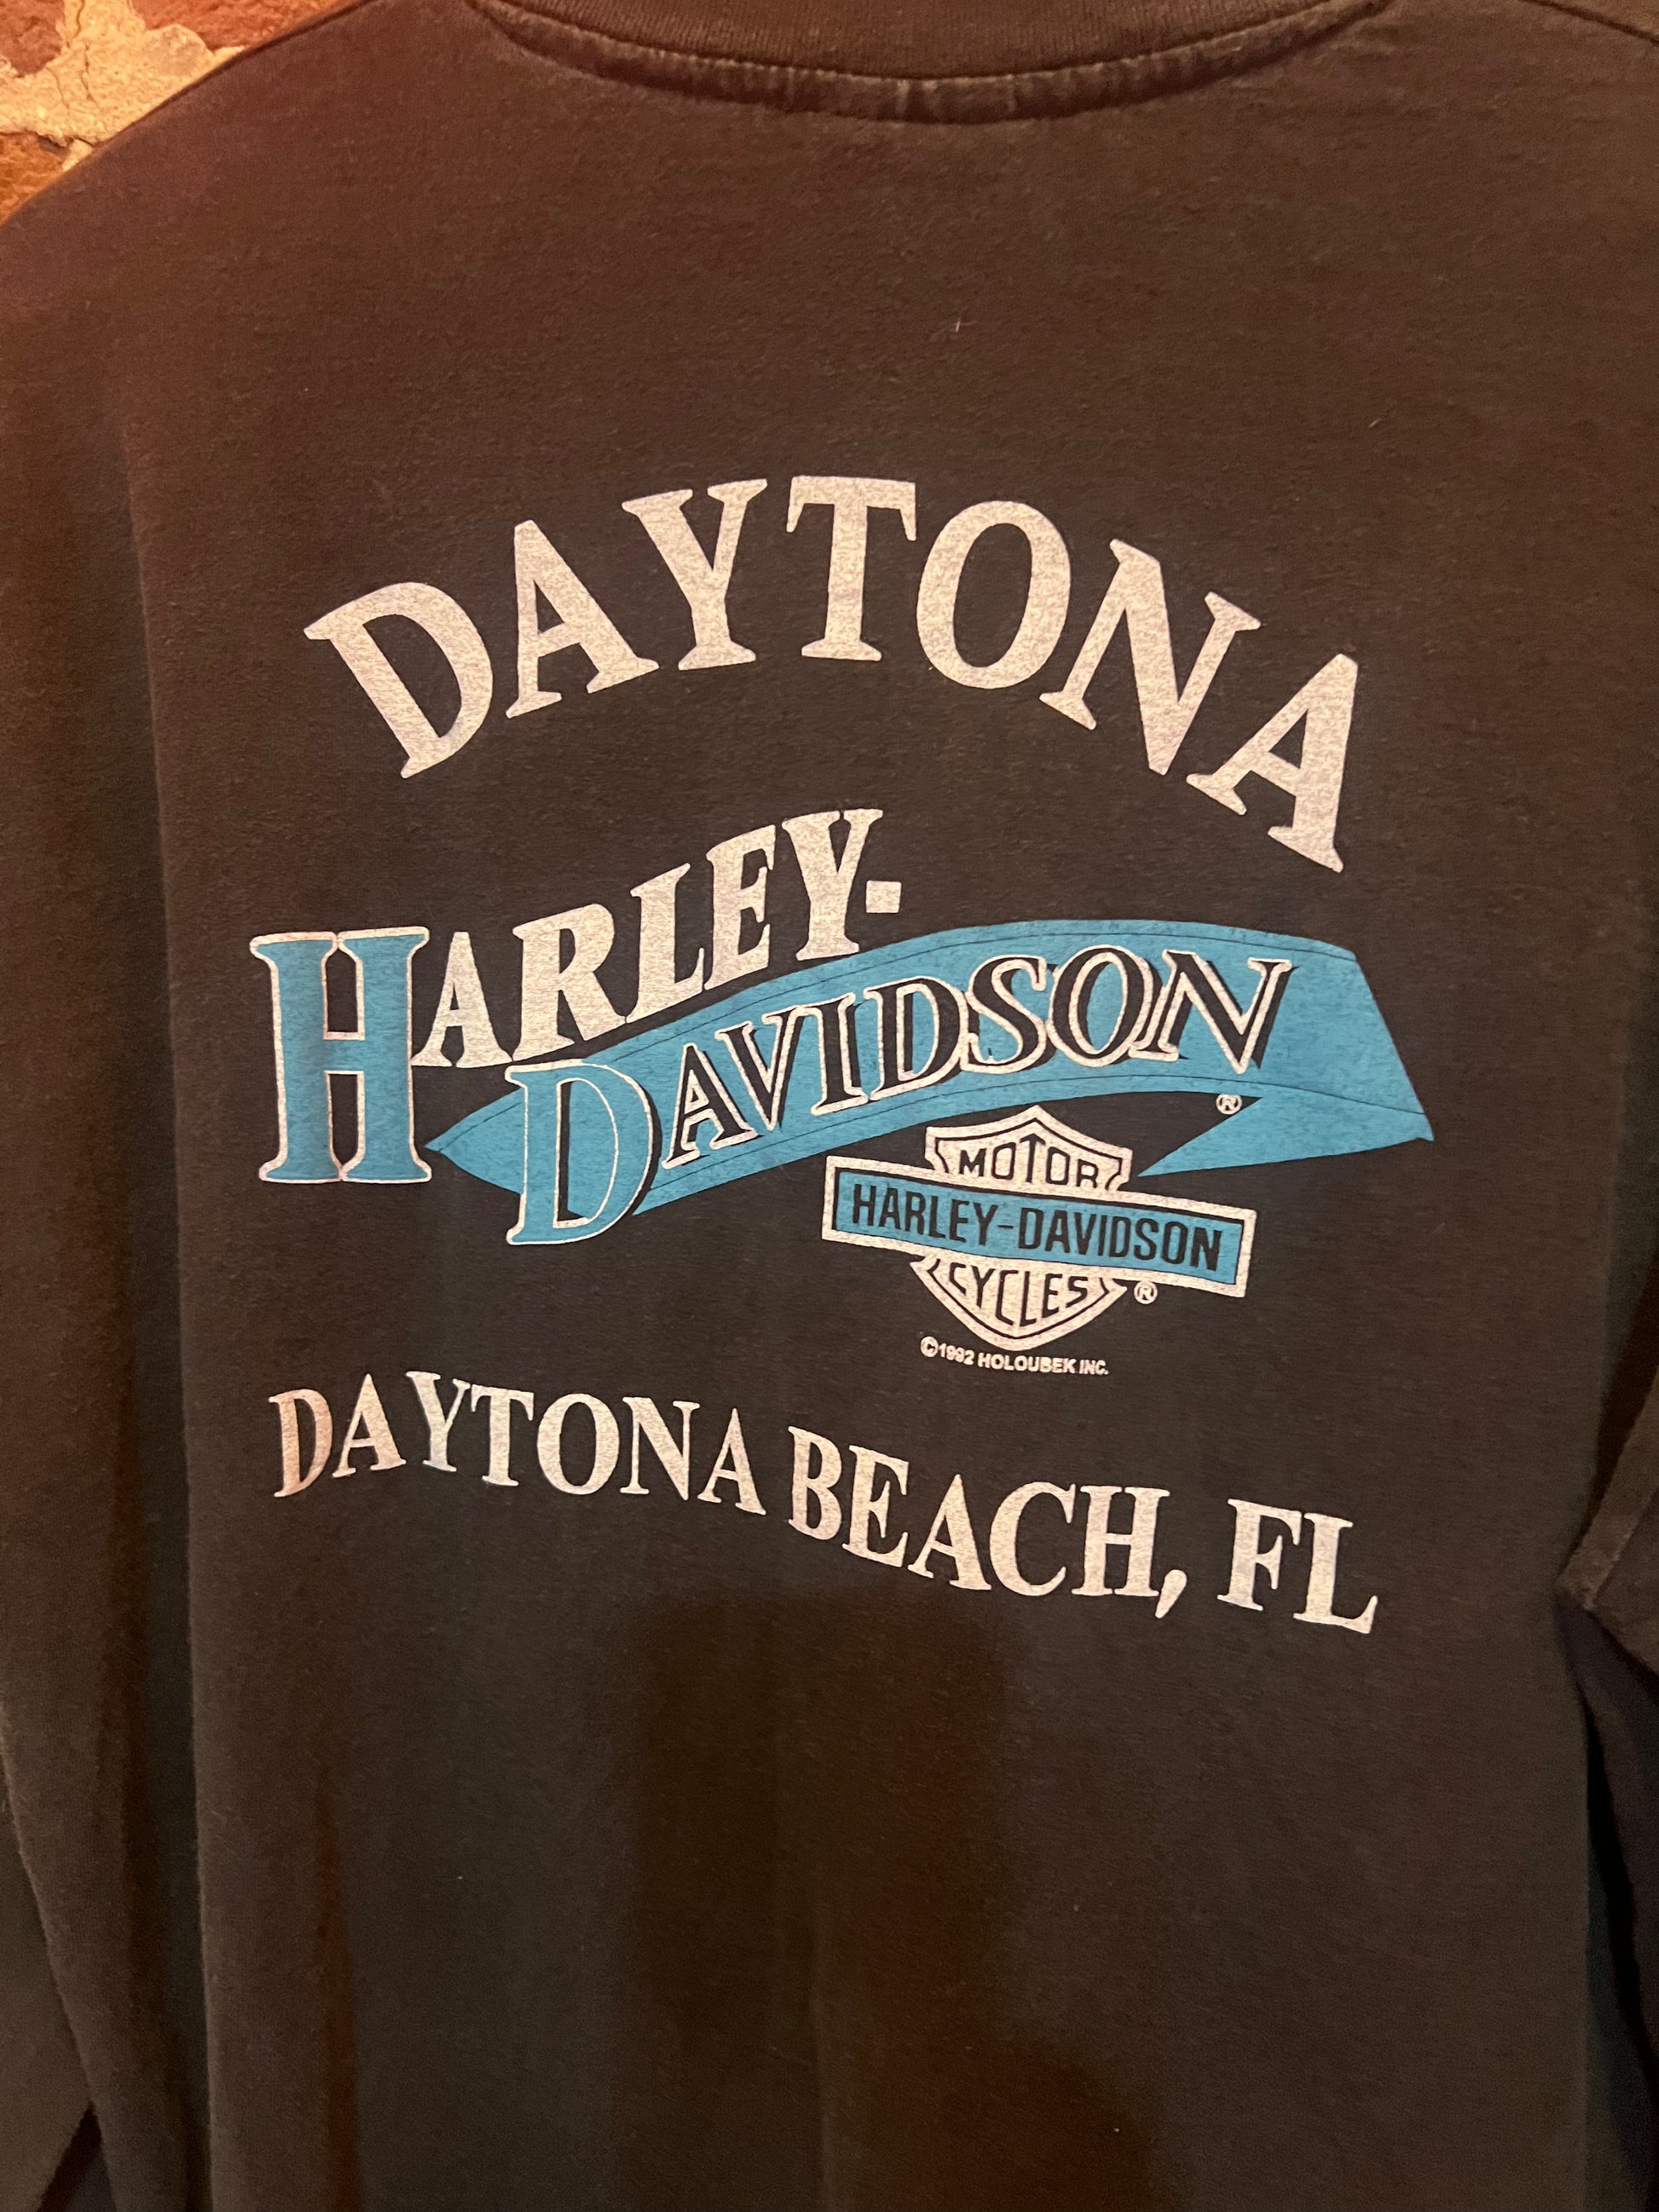 DAYTONA
HARLEY-
DAVIDSON ®
MOTOR
HARLEY-DAVIDSON
CYCLES ®
©1992 HOLOUBEK INC.
DAYTONA BEACH, FL